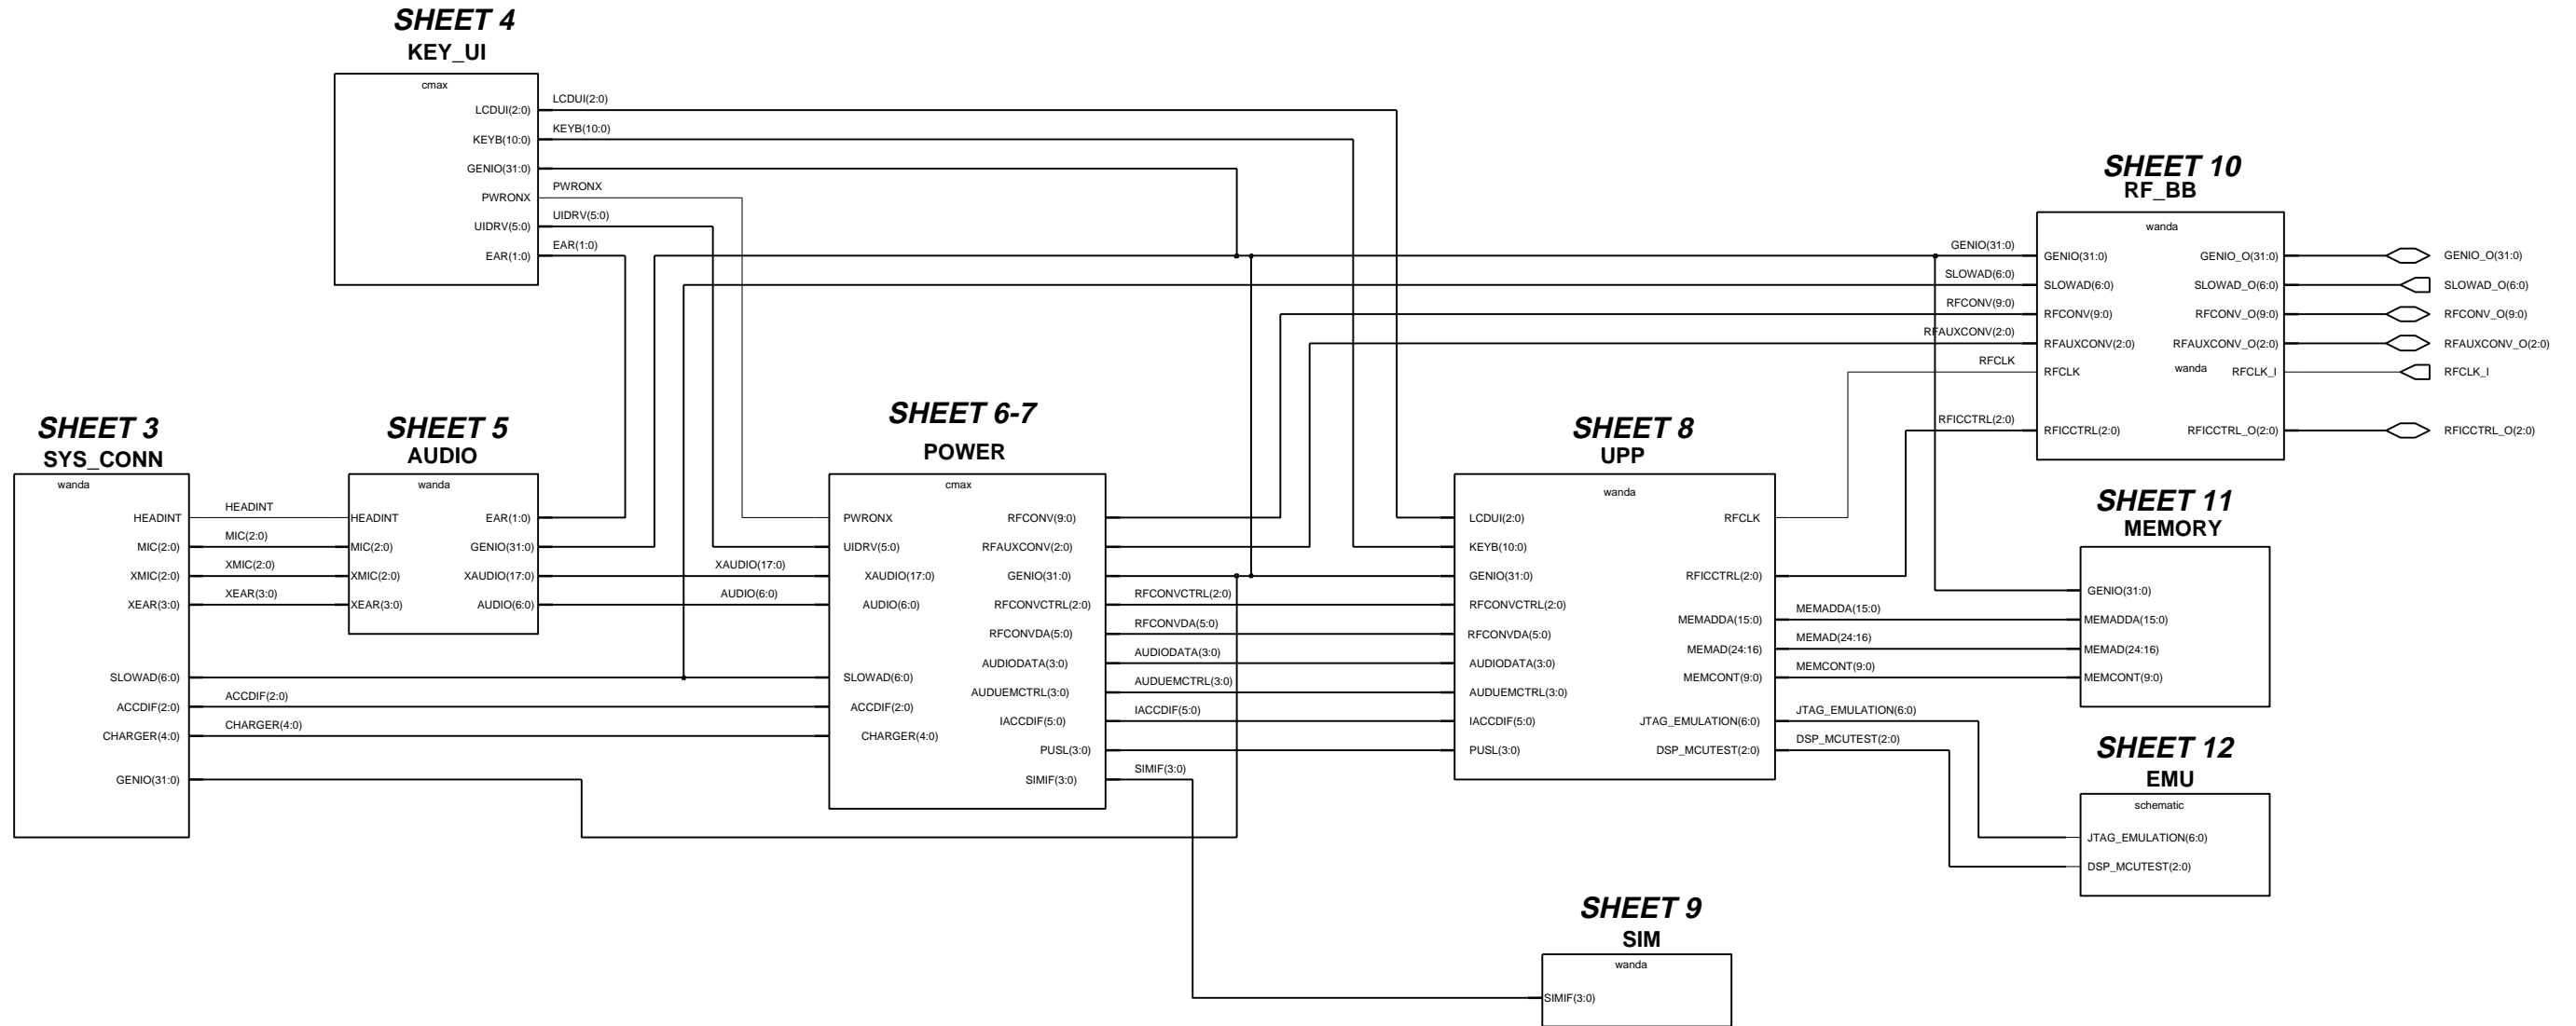 SHEET 4
KEY_UI
cmax
LCDUI(2:0)
KEYB(10:0)
GENIO(31:0)
PWRONX
UIDRV(5:0)
EAR(1:0)
LCDUI(2:0)
KEYB(10:0)
PWRONX
UIDRV(5:0)
EAR(1:0)
SHEET 10
RF_BB
wanda
GENIO(31:0)
SLOWAD(6:0)
RFCONV(9:0)
RFAUXCONV(2:0)
RFCLK
RFICCTRL(2:0)
GENIO(31:0)
SLOWAD(6:0)
RFCONV(9:0)
RFAUXCONV(2:0)
RFCLK
RFICCTRL(2:0)
GENIO_O(31:0)
SLOWAD_O(6:0)
RFCONV_O(9:0)
RFAUXCONV_O(2:0)
wanda
RFCLK_I
RFICCTRL_O(2:0)
GENIO_O(31:0)
SLOWAD_O(6:0)
RFCONV_O(9:0)
RFAUXCONV_O(2:0)
RFCLK_I
RFICCTRL_O(2:0)
SHEET 3
SYS_CONN
wanda
HEADINT
MIC(2:0)
XMIC(2:0)
XEAR(3:0)
SLOWAD(6:0)
ACCDIF(2:0)
CHARGER(4:0)
GENIO(31:0)
HEADINT
MIC(2:0)
XMIC(2:0)
XEAR(3:0)
ACCDIF(2:0)
CHARGER(4:0)
SHEET 5
AUDIO
wanda
HEADINT
MIC(2:0)
XMIC(2:0)
XEAR(3:0)
EAR(1:0)
GENIO(31:0)
XAUDIO(17:0)
AUDIO(6:0)
XAUDIO(17:0)
AUDIO(6:0)
SHEET 6-7
POWER
cmax
PWRONX
UIDRV(5:0)
XAUDIO(17:0)
AUDIO(6:0)
SLOWAD(6:0)
ACCDIF(2:0)
CHARGER(4:0)
RFCONV(9:0)
RFAUXCONV(2:0)
GENIO(31:0)
RFCONVCTRL(2:0)
RFCONVDA(5:0)
AUDIODATA(3:0)
AUDUEMCTRL(3:0)
IACCDIF(5:0)
PUSL(3:0)
SIMIF(3:0)
RFCONVCTRL(2:0)
RFCONVDA(5:0)
AUDIODATA(3:0)
AUDUEMCTRL(3:0)
IACCDIF(5:0)
SIMIF(3:0)
SHEET 8
UPP
wanda
LCDUI(2:0)
KEYB(10:0)
GENIO(31:0)
RFCONVCTRL(2:0)
RFCONVDA(5:0)
AUDIODATA(3:0)
AUDUEMCTRL(3:0)
IACCDIF(5:0)
PUSL(3:0)
RFCLK
RFICCTRL(2:0)
MEMADDA(15:0)
MEMAD(24:16)
MEMCONT(9:0)
JTAG_EMULATION(6:0)
DSP_MCUTEST(2:0)
MEMADDA(15:0)
MEMAD(24:16)
MEMCONT(9:0)
JTAG_EMULATION(6:0)
DSP_MCUTEST(2:0)
SHEET 11
MEMORY
GENIO(31:0)
MEMADDA(15:0)
MEMAD(24:16)
MEMCONT(9:0)
SHEET 12
EMU
schematic
JTAG_EMULATION(6:0)
DSP_MCUTEST(2:0)
SHEET 9
SIM
wanda
SIMIF(3:0)